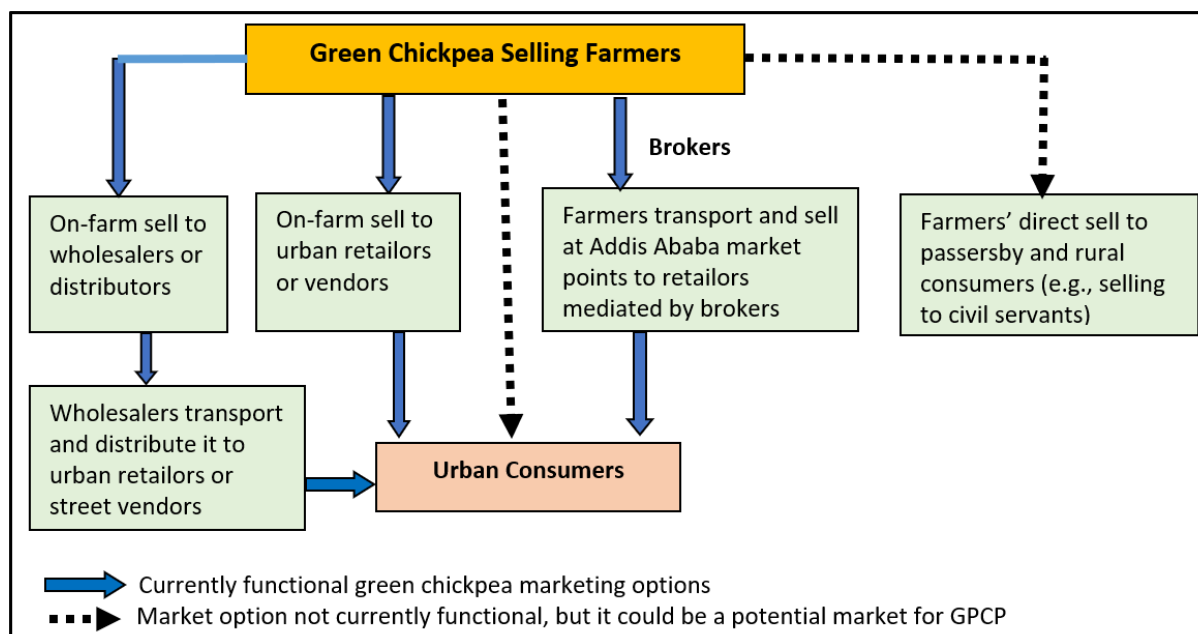 Green Chickpea Selling Farmers
Brokers
On-farm sell to
wholesalers or
distributors
On-farm sell to
urban retailors
or vendors
Farmers transport and sell
at Addis Ababa market
points to retailors
mediated by brokers
Farmers’ direct sell to
passersby and rural
consumers (e.g., selling
to civil servants)
Wholesalers transport
and distribute it to
urban retailors or
street vendors
Urban Consumers
Currently functional green chickpea marketing options
Market option not currently functional, but it could be a potential market for GPCP